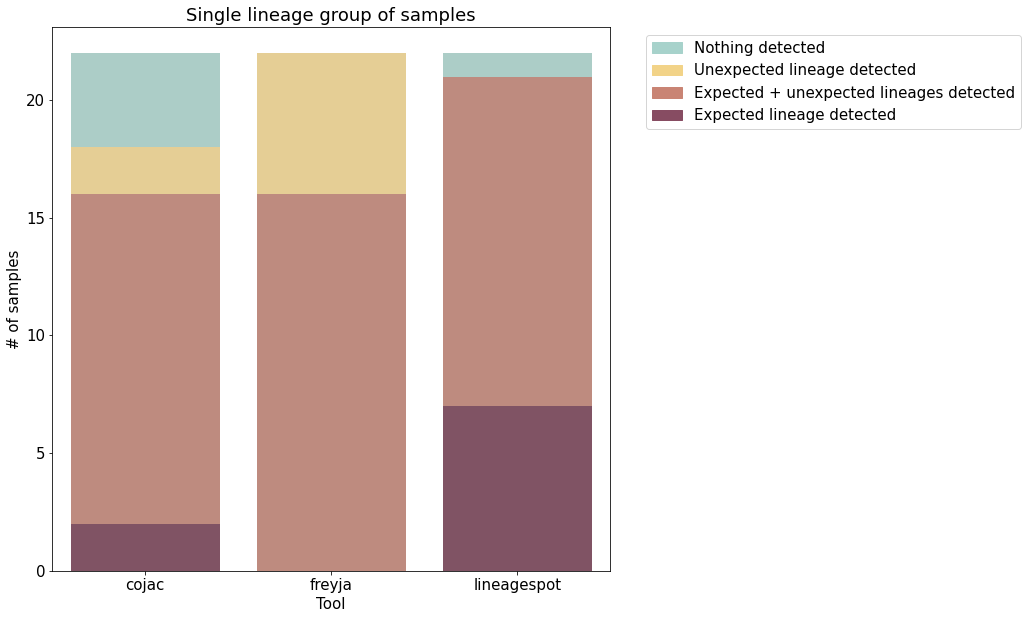 Single lineage group of samples
Nothing detected
Unexpected lineage detected
Expected + unexpected lineages detected
Expected lineage detected
# of samples
20
15
10
5
0
cojac
freyja
lineagespot
Tool